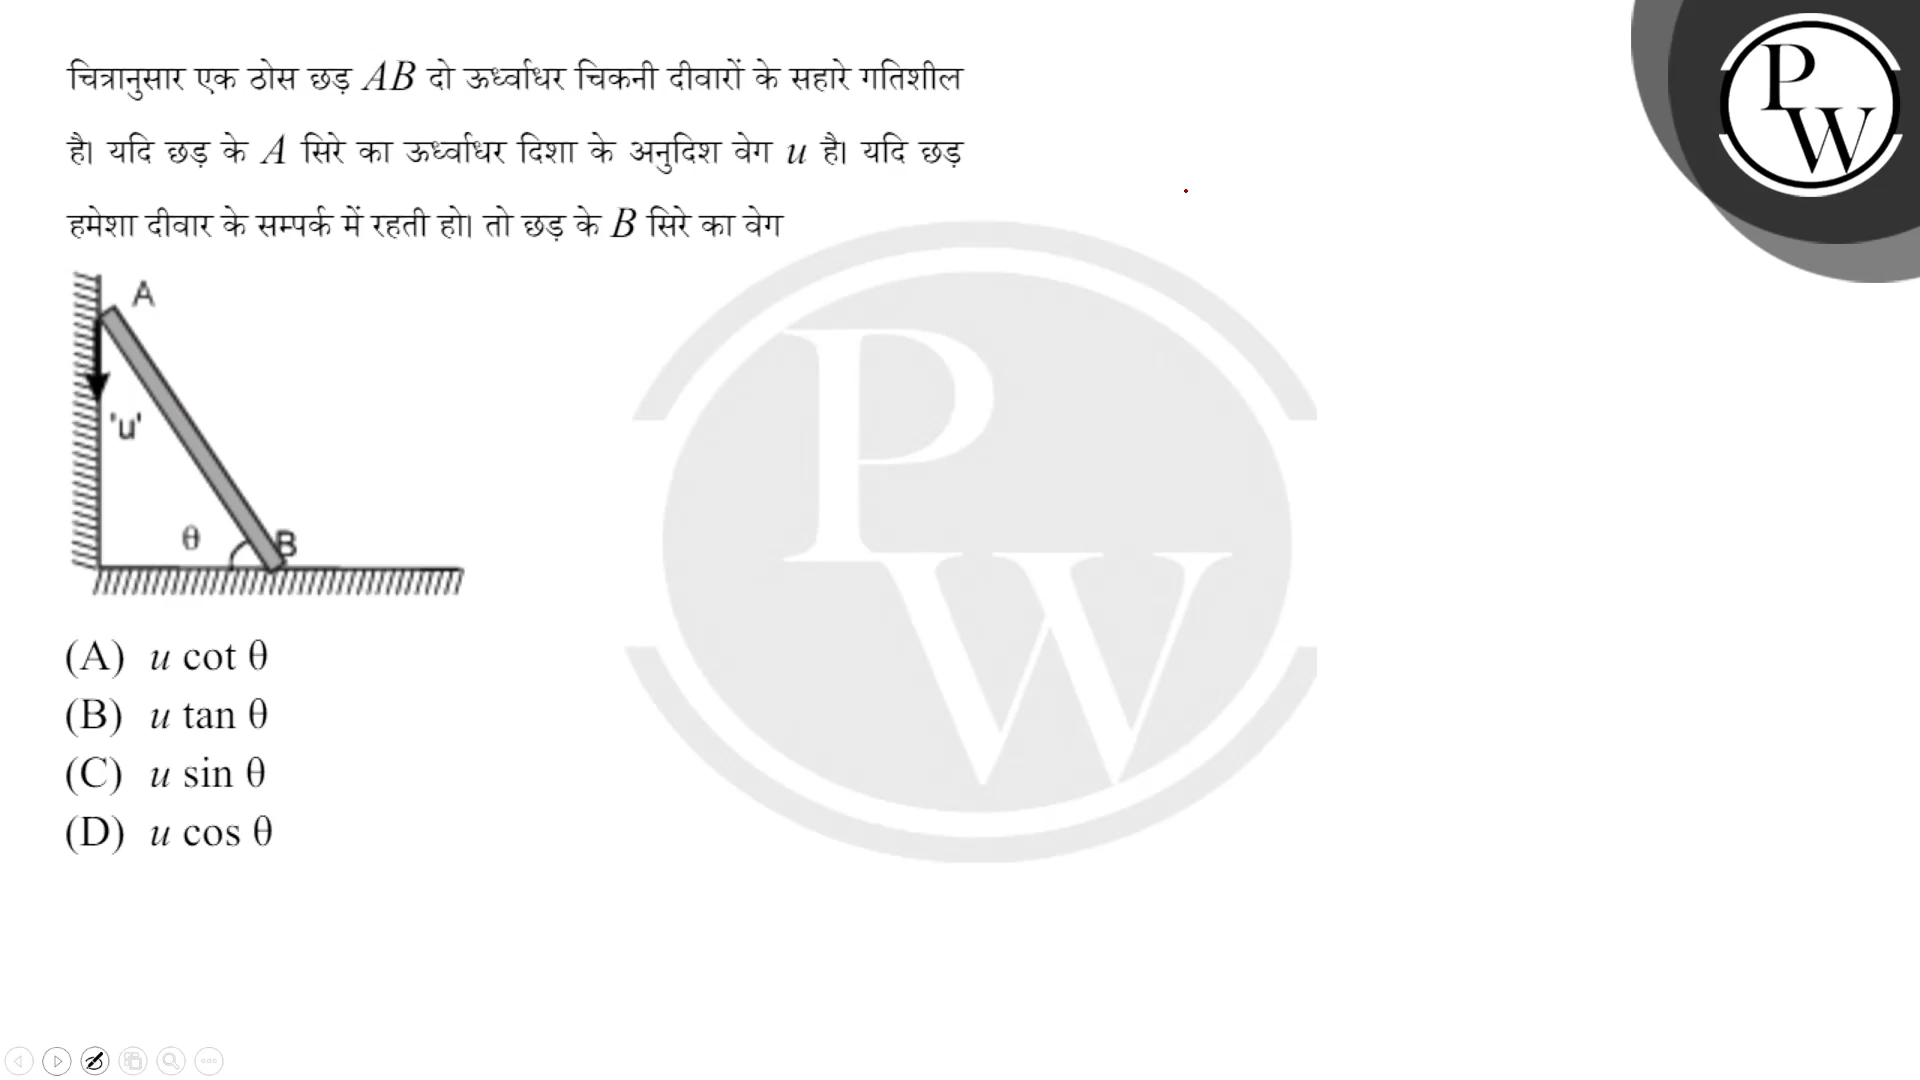 चित्रानुसार एक ठोस छड़ AB दो ऊर्ध्वाधर चिकनी दीवारों के सहारे गतिशील
है। यदि छड़ के A सिरे का ऊर्ध्वाधर दिशा के अनुदिश वेग u है। यदि छड़
हमेशा दीवार के सम्पर्क में रहती हो। तो छड़ के B सिरे का वेग
A
'u'
θ
B
(A) u cot θ
(B) u tan θ
(C) u sin θ
(D) u cos θ
P
W
P
W